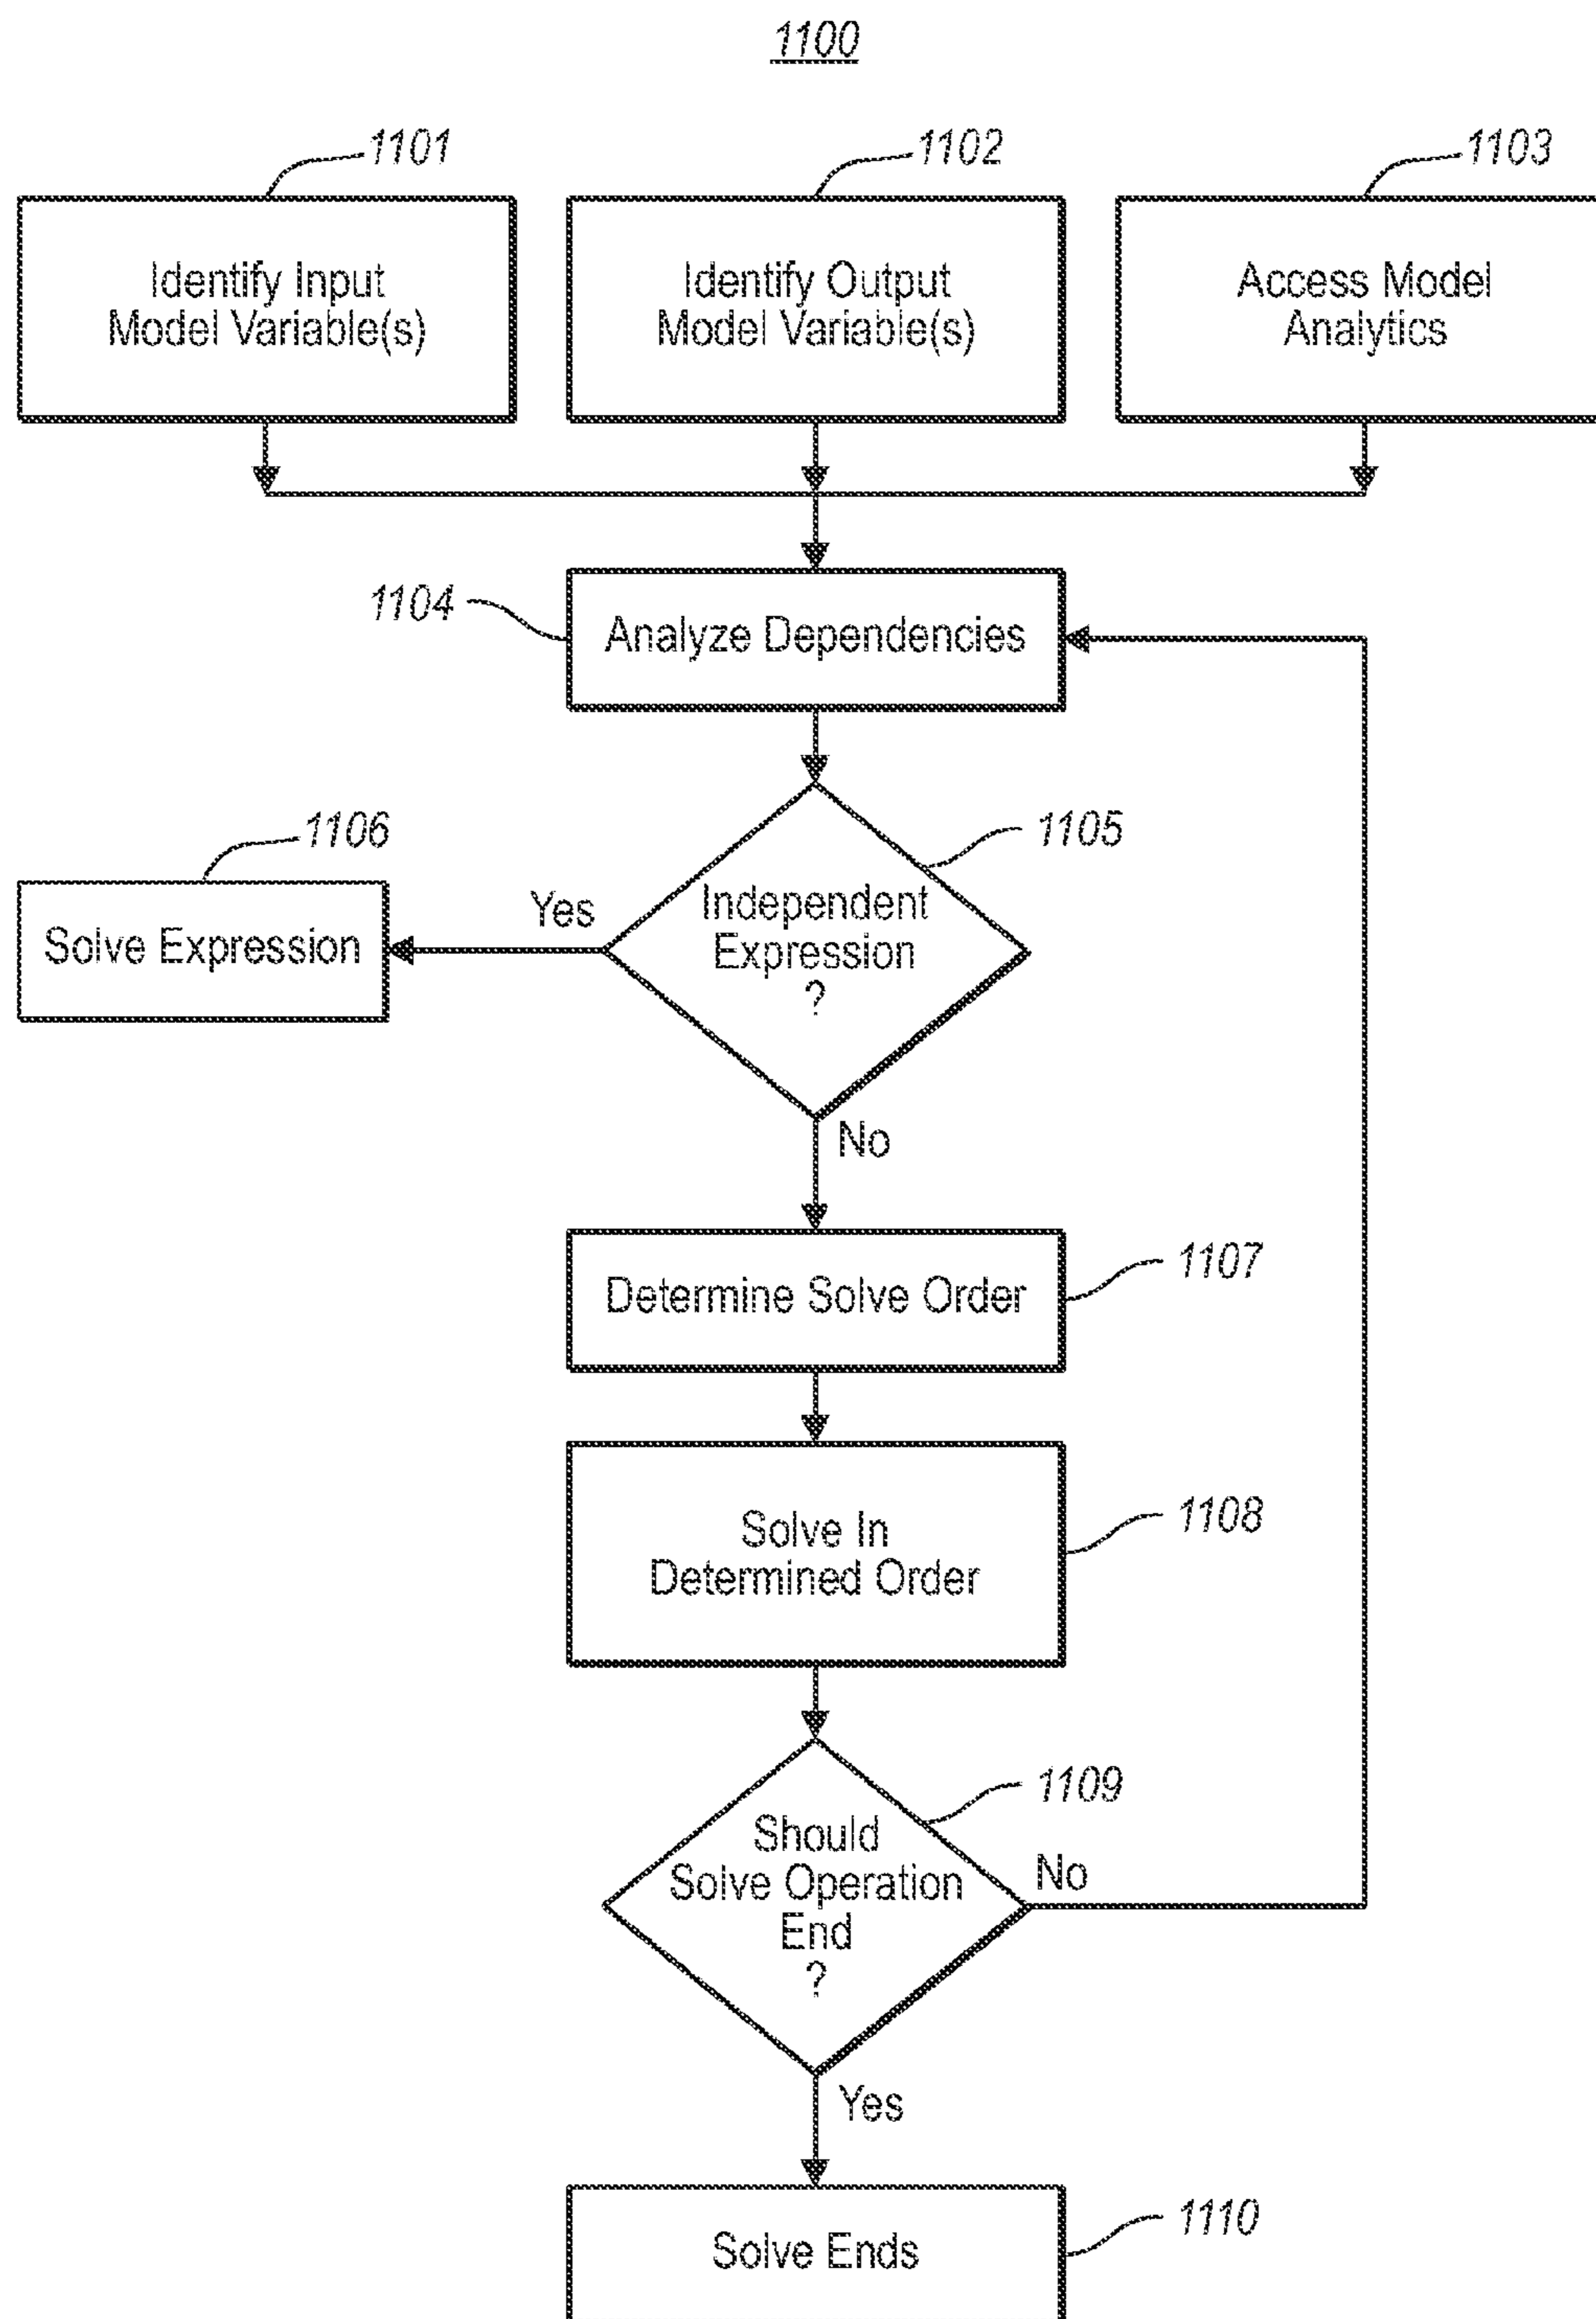 1100
1101
1102
1103
Identify Input
Model Variable(s)
Identify Output
Model Variable(s)
Access Model
Analytics
1104
Analyze Dependencies
1106
1105
Solve Expression
Yes
Independent
Expression
?
No
Determine Solve Order
1107
Solve In
Determined Order
1108
1109
Should
Solve Operation
End
?
No
Yes
Solve Ends
1110